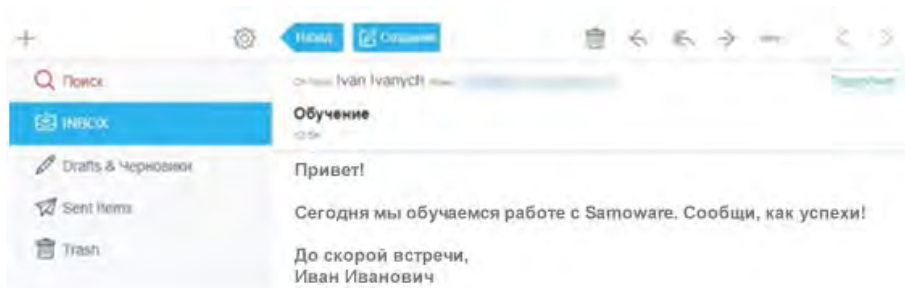 Назад
Создание
Поиск
Ivan Ivanych
INBOX
Обучение
Drafts & Черновики
Привет!
Sent Items
Сегодня мы обучаемся работе с Samoware. Сообщи, как успехи!
Trash
До скорой встречи,
Иван Иванович